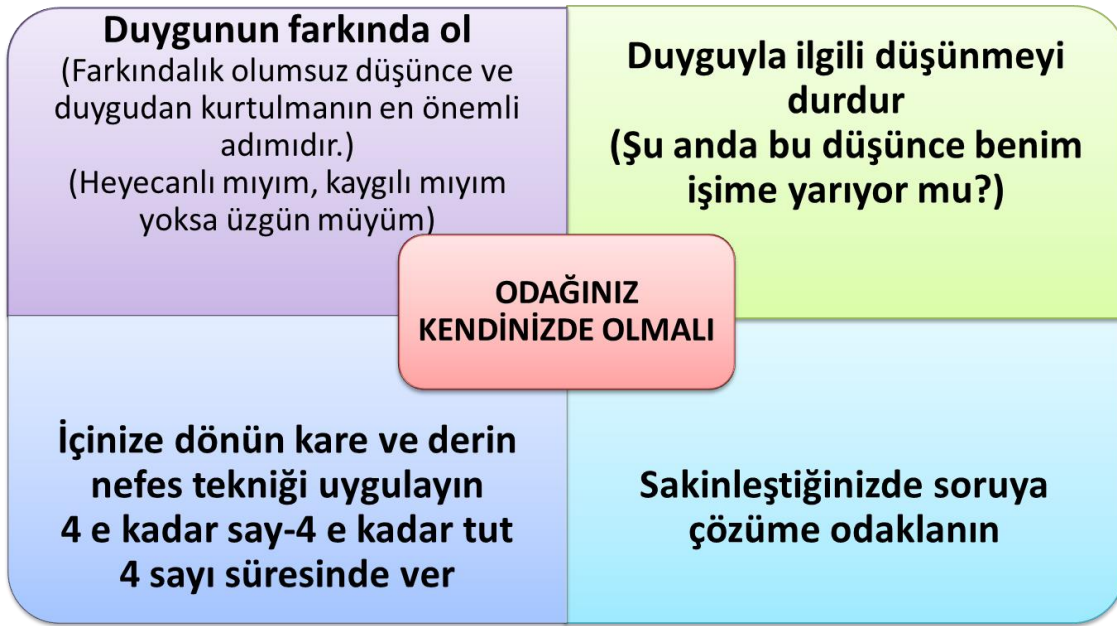 Duygunun farkında ol
(Farkındalık olumsuz düşünce ve
duygudan kurtulmanın en önemli
adımıdır.)
(Heyecanlı mıyım, kaygılı mıyım
yoksa üzgün müyüm)
Duyguyla ilgili düşünmeyi
durdur
(Şu anda bu düşünce benim
işime yarıyor mu?)
ODAĞINIZ
KENDİNİZDE OLMALI
İçinize dönün kare ve derin
nefes tekniği uygulayın
4 e kadar say-4 e kadar tut
4 sayı süresinde ver
Sakinleştiğinizde soruya
çözüme odaklanın